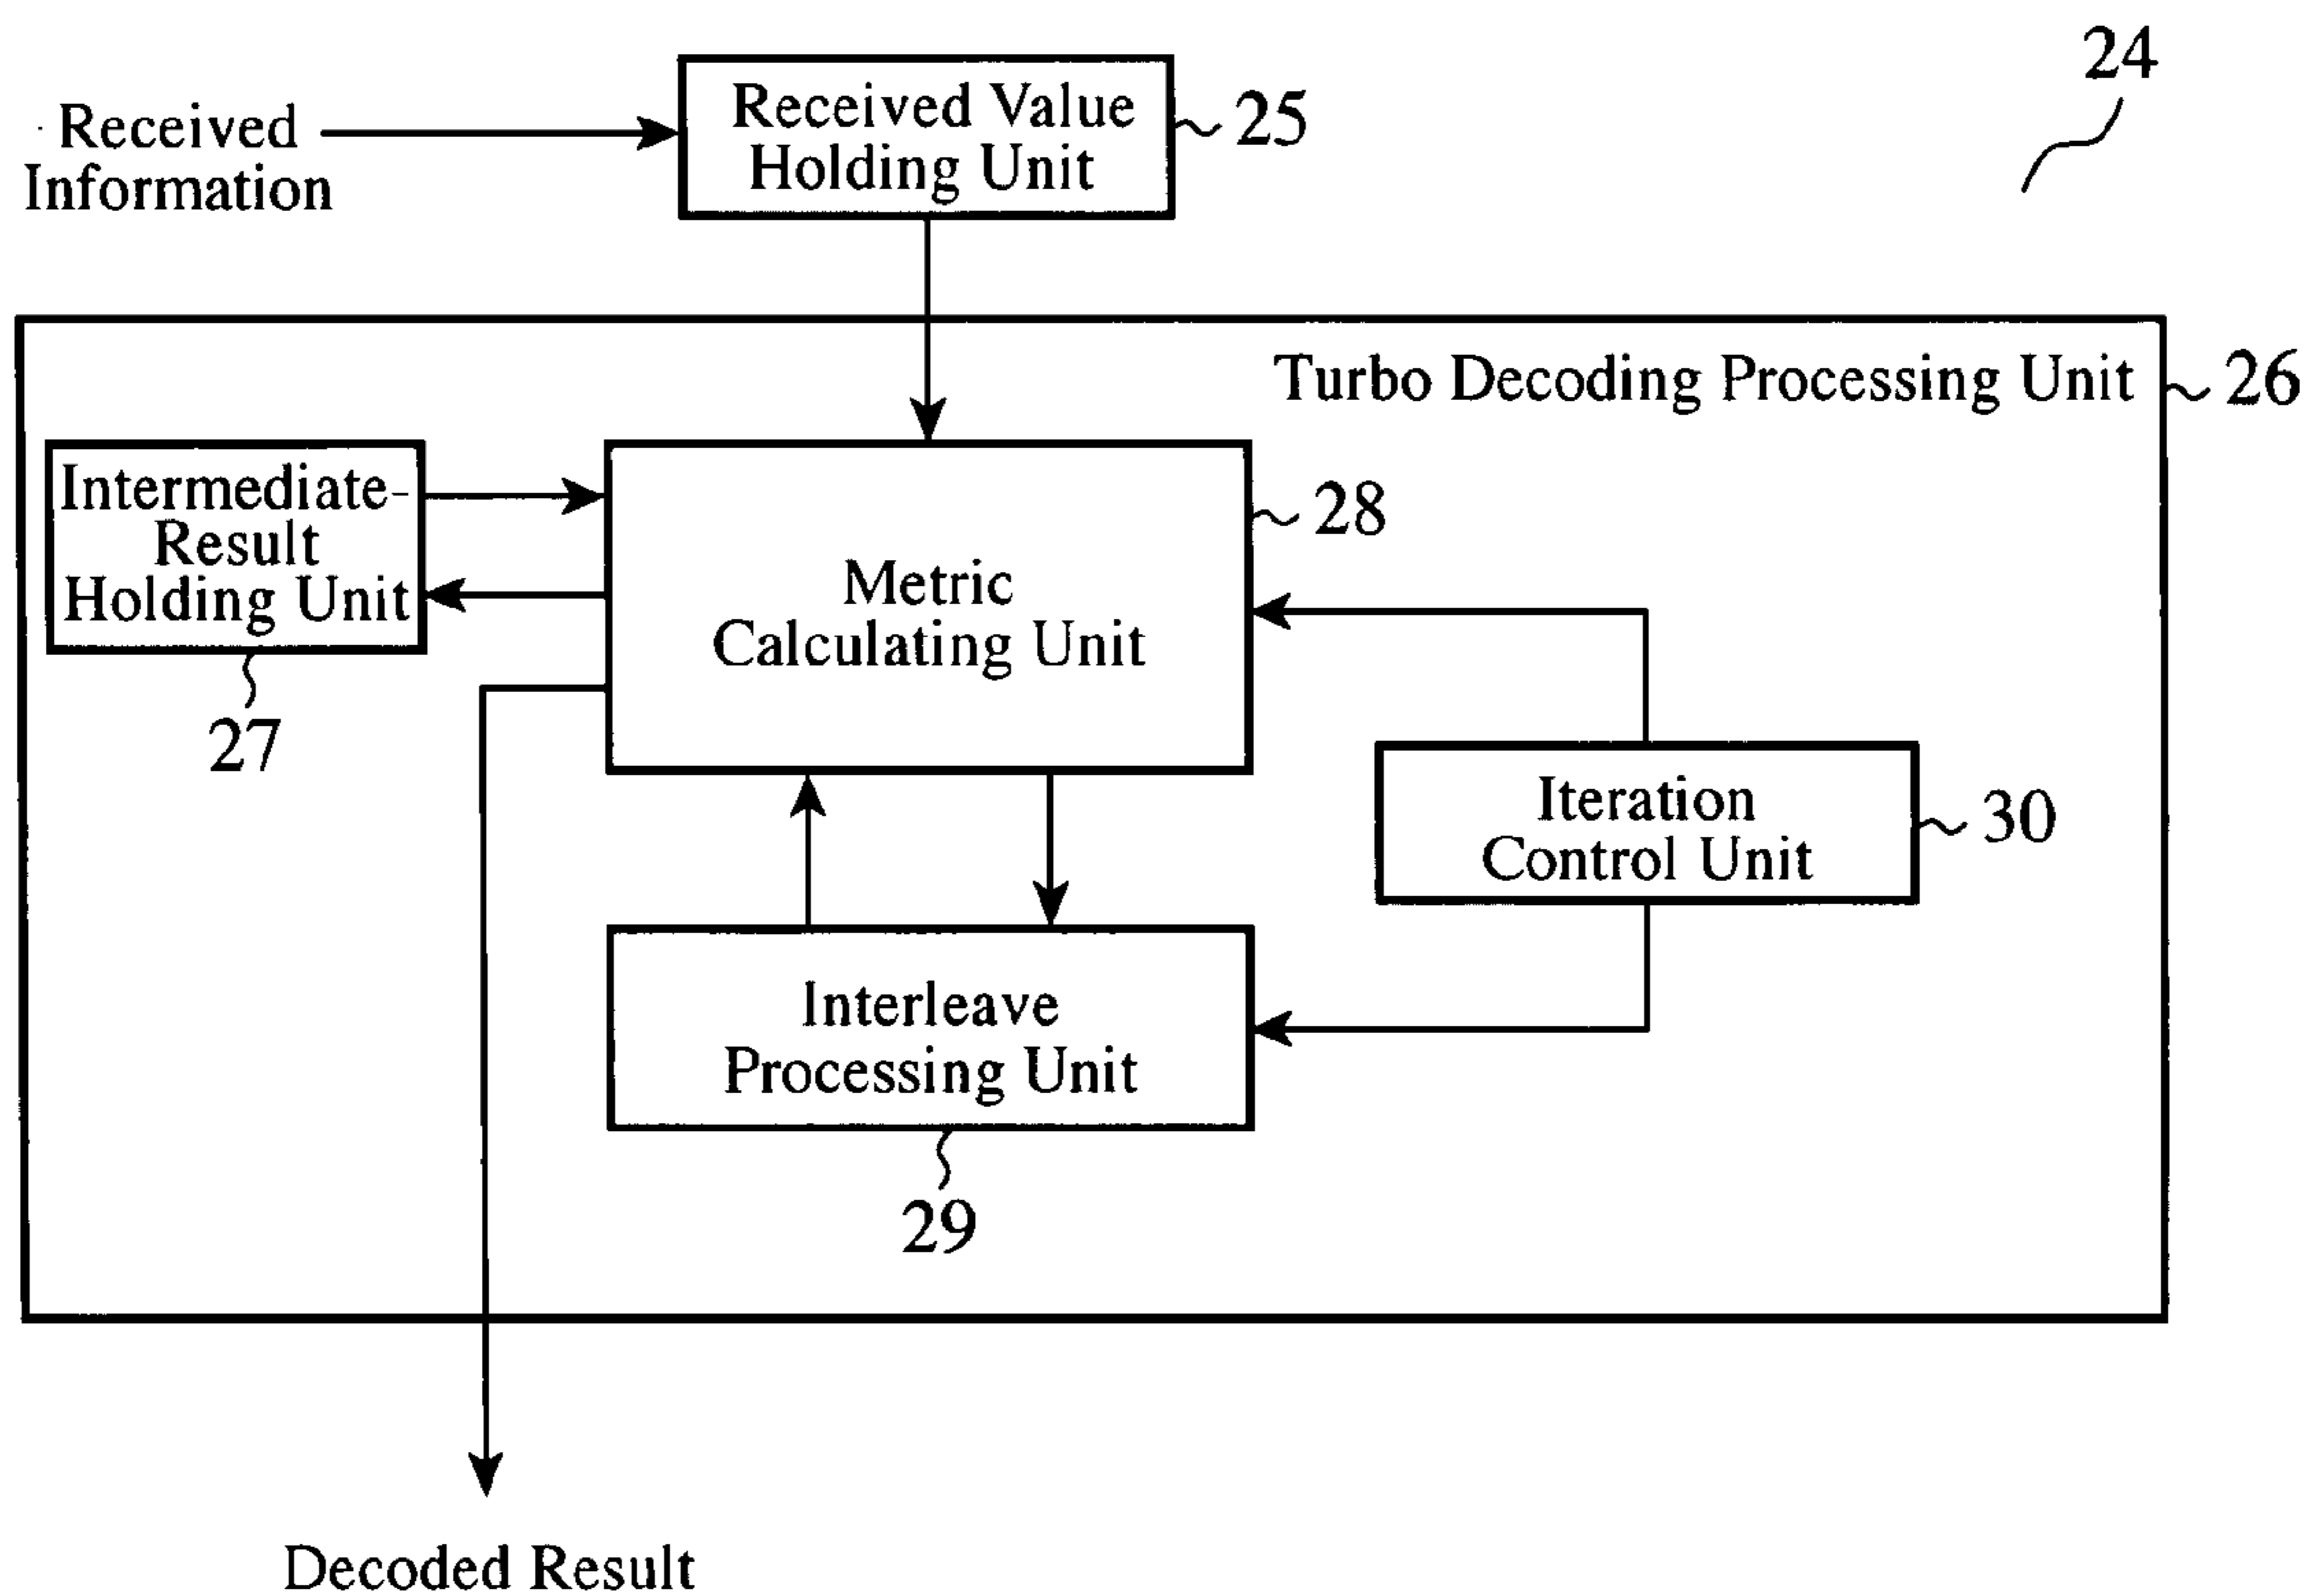 24
Received Value
Holding Unit
25
Received
Information
Turbo Decoding Processing Unit
26
Intermediate-
Result
Holding Unit
27
28
Metric
Calculating Unit
Iteration
Control Unit
30
Interleave
Processing Unit
29
Decoded Result